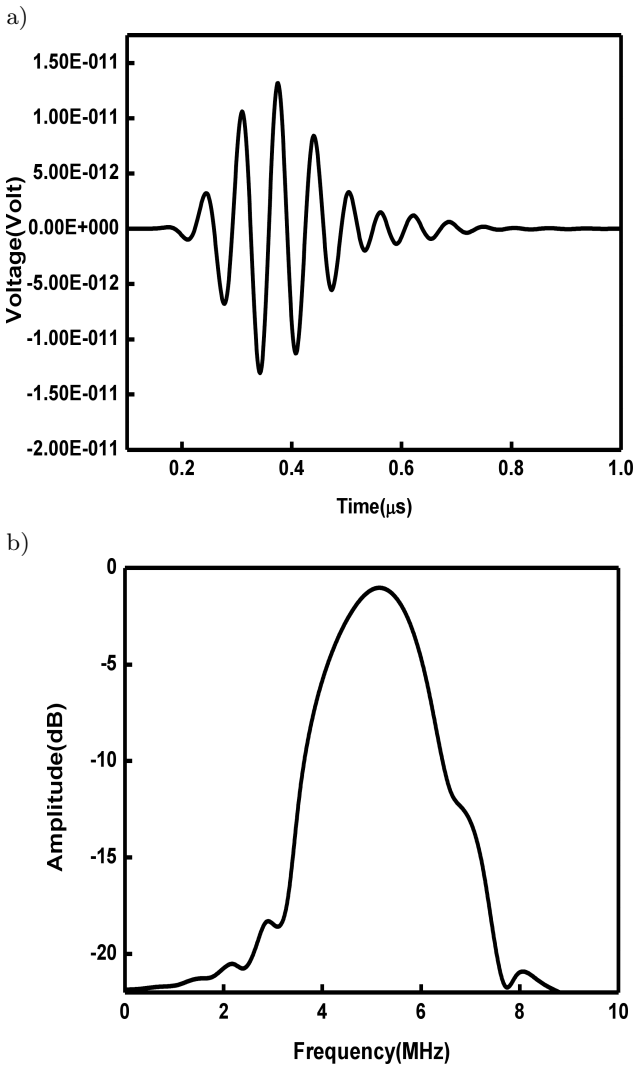 a)
1.50E-011
1.00E-011
5.00E-012
0.00E+000
-5.00E-012
-1.00E-011
-1.50E-011
-2.00E-011
Voltage(Volt)
0.2 0.4 0.6 0.8 1.0
Time(μs)
b)
0
-5
-10
-15
-20
Amplitude(dB)
0 2 4 6 8 10
Frequency(MHz)